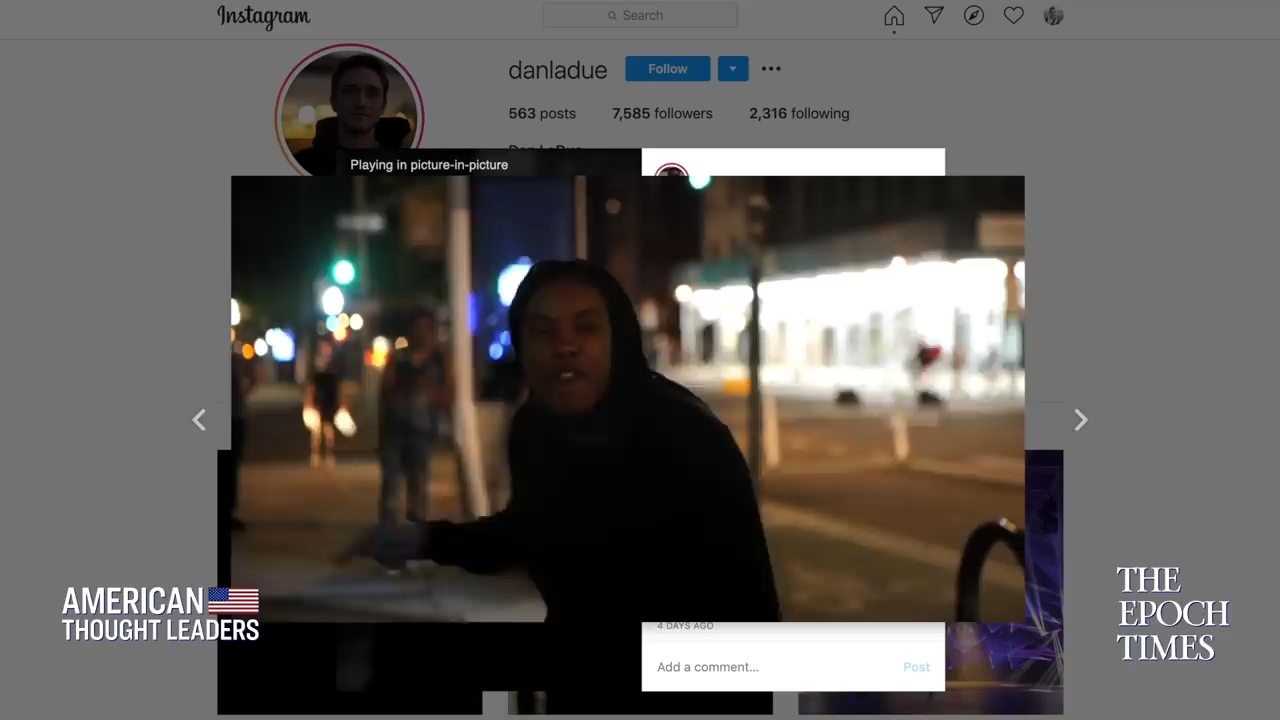 Instagram
Search
danladue
Follow
563 posts
7,585 followers
2,316 following
Playing in picture-in-picture
AMERICAN
THOUGHT LEADERS
THE
EPOCH
TIMES
4 DAYS AGO
Add a comment...
Post